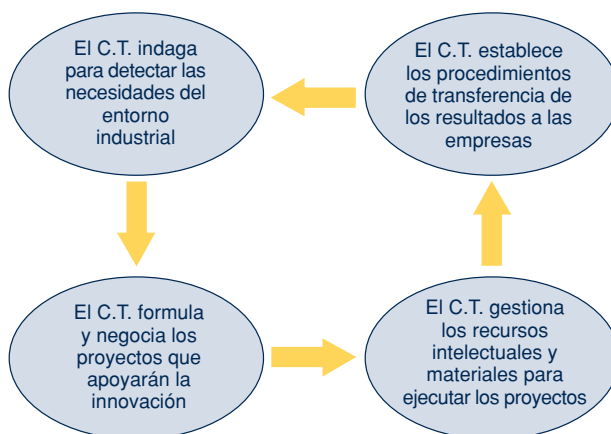 El C.T. indaga
para detectar las
necesidades del
entorno
industrial
El C.T. establece
los procedimientos
de transferencia de
los resultados a las
empresas
El C.T. formula
y negocia los
proyectos que
apoyarán la
innovación
El C.T. gestiona
los recursos
intelectuales y
materiales para
ejecutar los proyectos